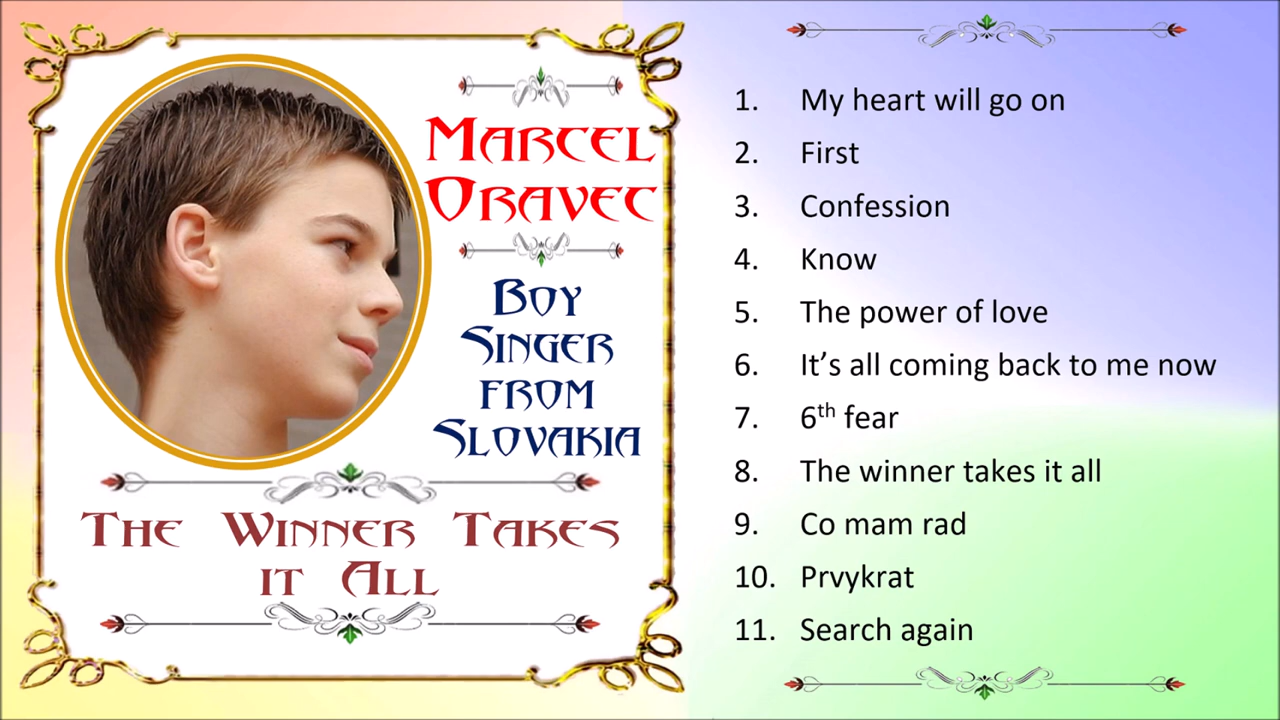 Marcel
Oravec
Boy
Singer
from
Slovakia
The Winner Takes
it All
1. My heart will go on
2. First
3. Confession
4. Know
5. The power of love
6. It’s all coming back to me now
7. 6th fear
8. The winner takes it all
9. Co mam rad
10. Prvykrat
11. Search again